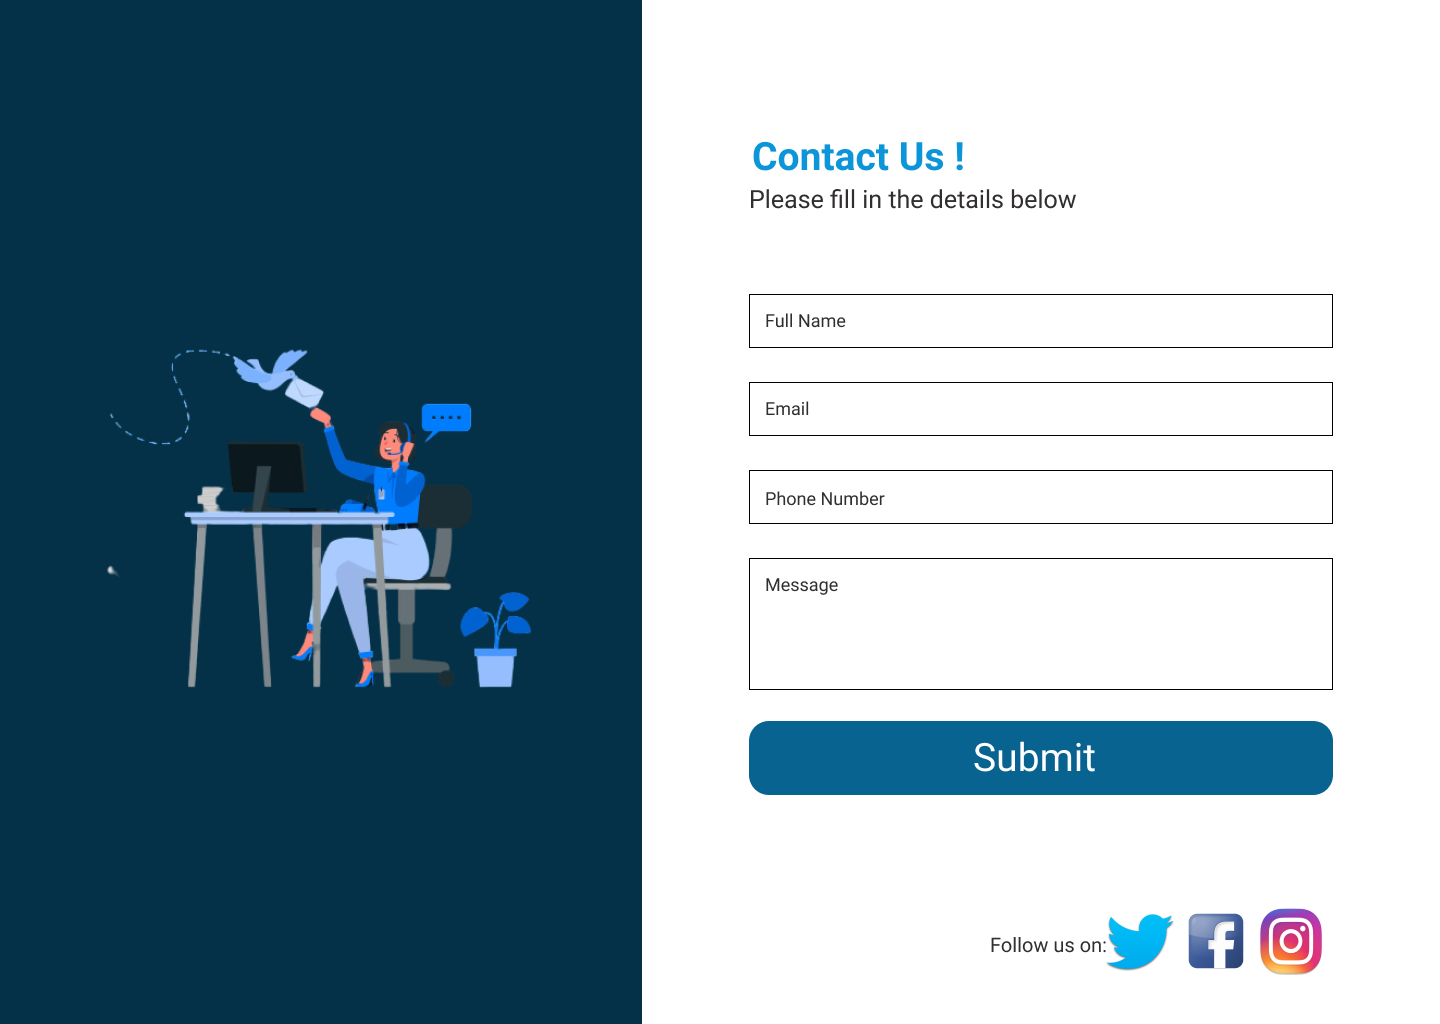 Contact Us !
Please fill in the details below
Full Name
Email
Phone Number
Message
Submit
Follow us on: